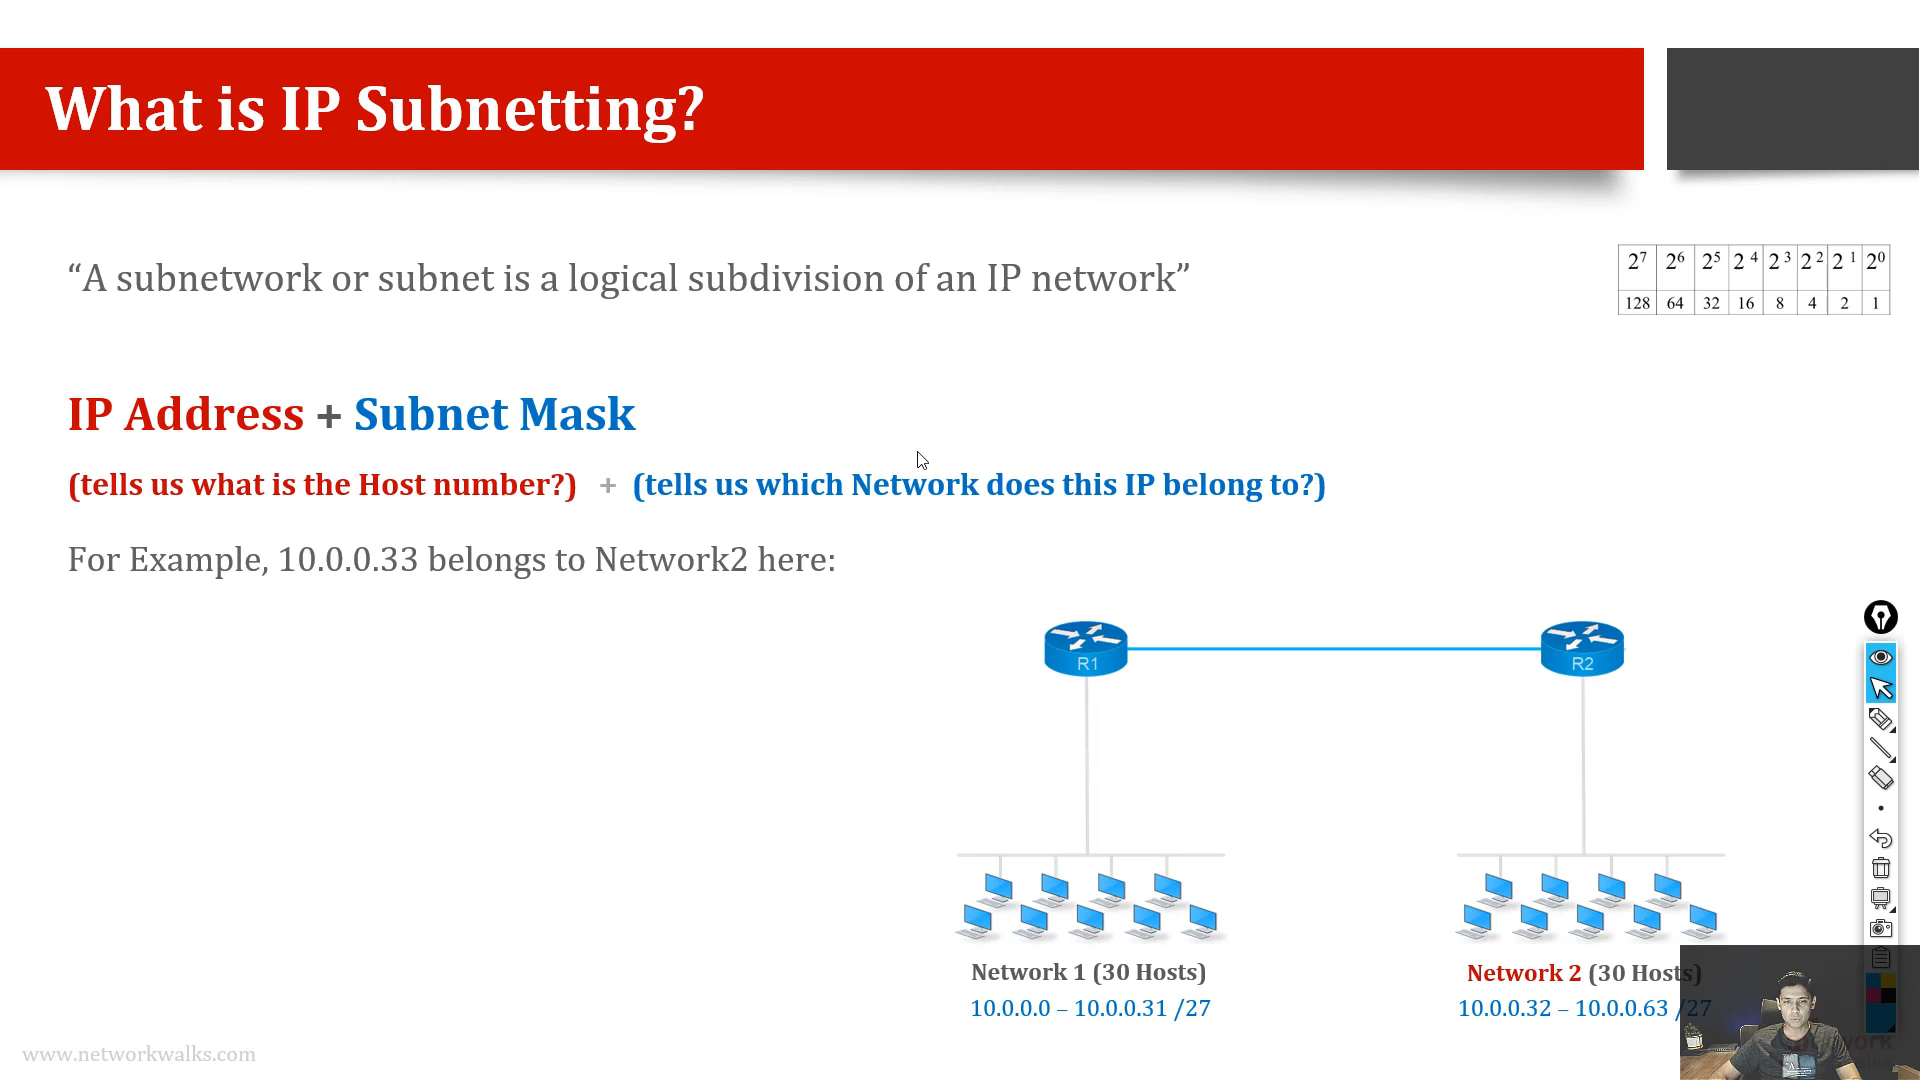 What is IP Subnetting?
“A subnetwork or subnet is a logical subdivision of an IP network”
2⁷ 2⁶ 2⁵ 2⁴ 2³ 2² 2¹ 2⁰
128 64 32 16 8 4 2 1
IP Address + Subnet Mask
(tells us what is the Host number?) + (tells us which Network does this IP belong to?)
For Example, 10.0.0.33 belongs to Network2 here:
R1 R2
Network 1 (30 Hosts)
10.0.0.0 – 10.0.0.31 /27
Network 2 (30 Hosts)
10.0.0.32 – 10.0.0.63 /27
www.networkwalks.com